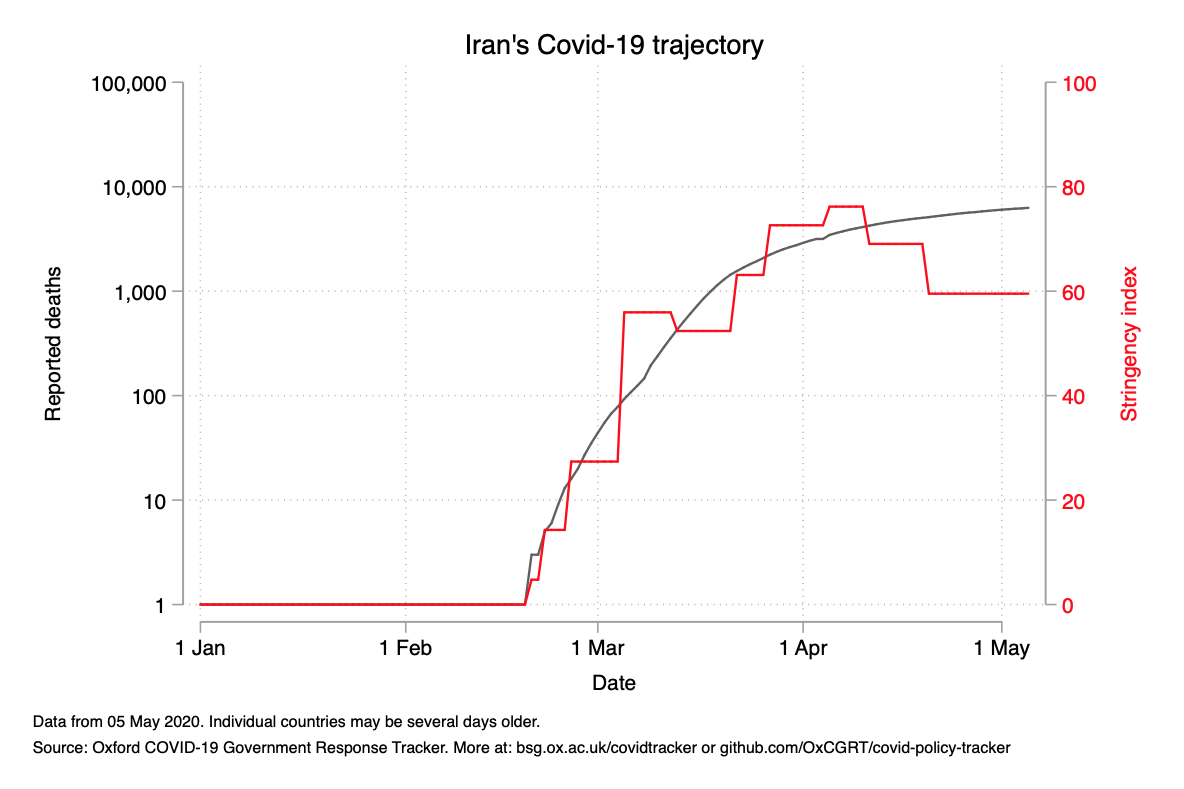 Iran's Covid-19 trajectory
100,000
10,000
1,000
100
10
1
Reported deaths
100
80
60
40
20
0
Stringency index
1 Jan
1 Feb
1 Mar
1 Apr
1 May
Date
Data from 05 May 2020. Individual countries may be several days older.
Source: Oxford COVID-19 Government Response Tracker. More at: bsg.ox.ac.uk/covidtracker or github.com/OxCGRT/covid-policy-tracker